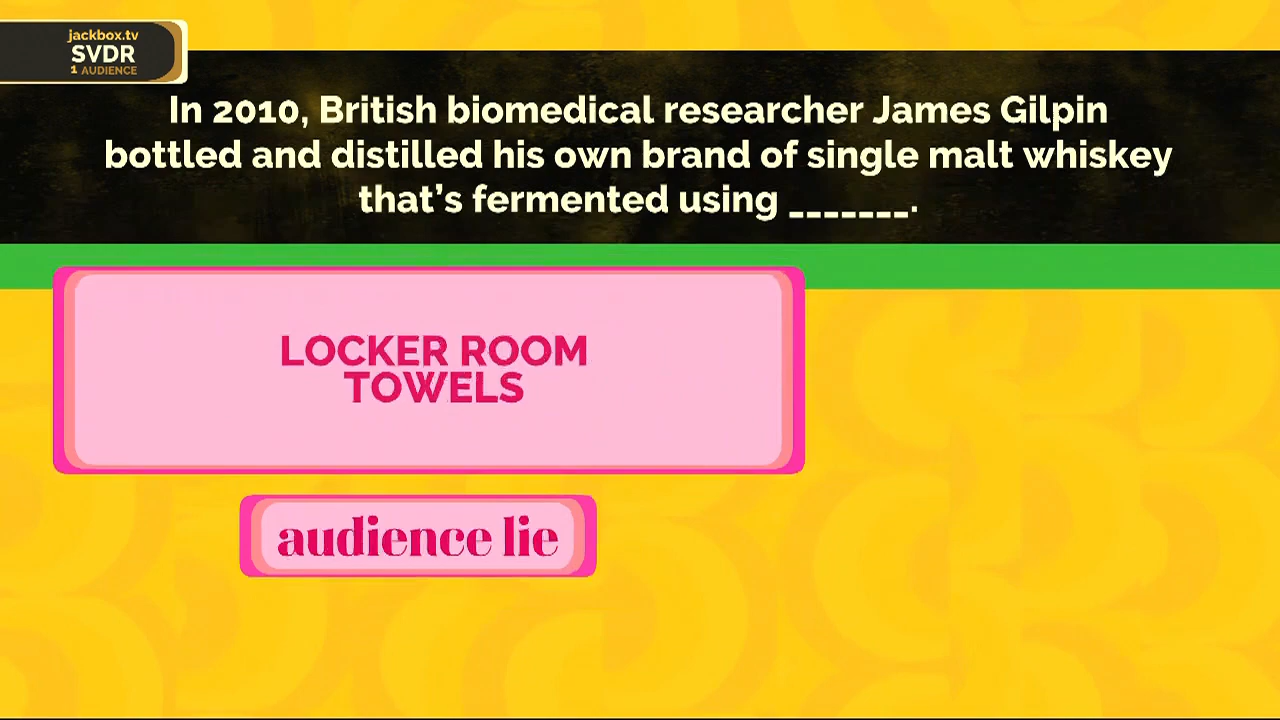 jackbox.tv
SVDR
1 AUDIENCE
In 2010, British biomedical researcher James Gilpin
bottled and distilled his own brand of single malt whiskey
that's fermented using _______.
LOCKER ROOM
TOWELS
audience lie